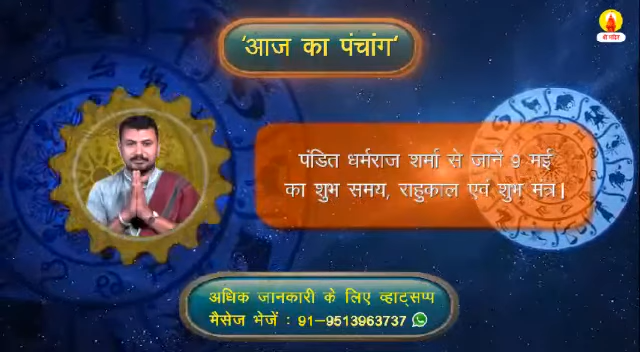 'आज का पंचांग'
श्री मंदिर
पंडित धर्मराज शर्मा से जानें 9 मई
का शुभ समय, राहुकाल एवं शुभ मंत्र।
अधिक जानकारी के लिए व्हाट्सप्प
मैसेज भेजें : 91–9513963737